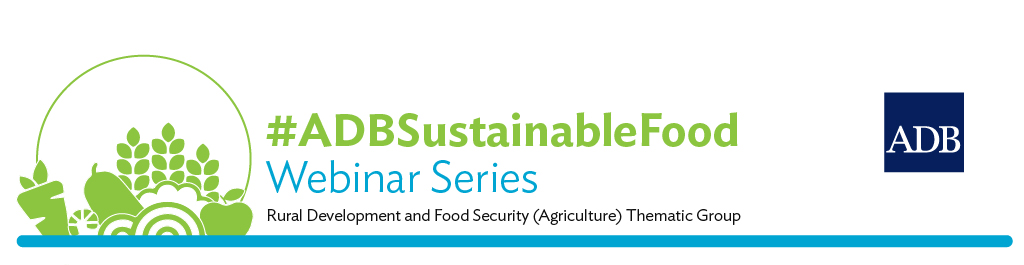 #ADBSustainableFood
Webinar Series
Rural Development and Food Security (Agriculture) Thematic Group
ADB